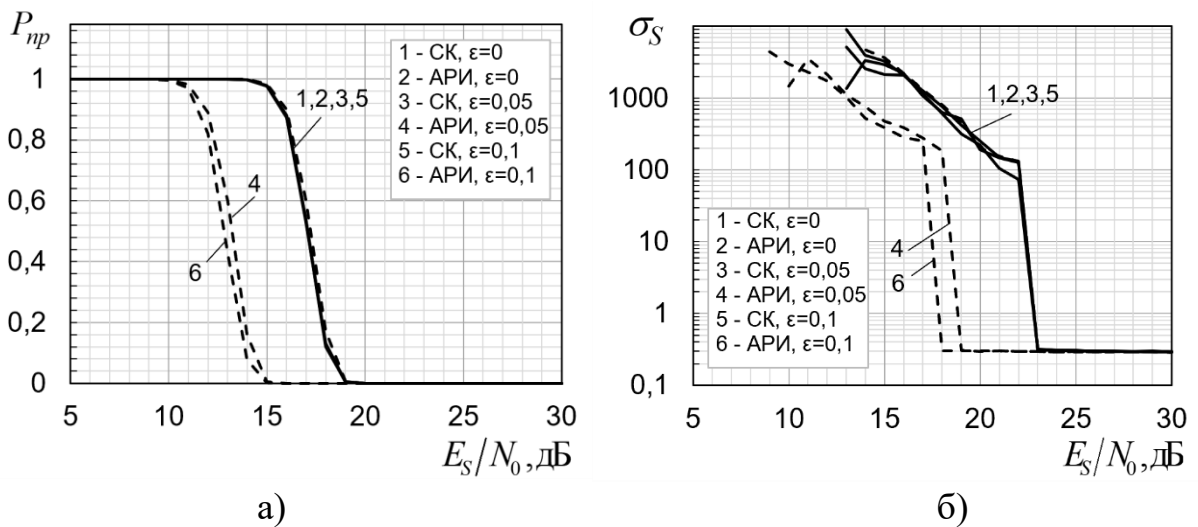 P_{пр}
1
0,8
0,6
0,4
0,2
0
5 10 15 20 25 30
E_S/N_0, дБ
1 - СК, ε=0
2 - АРИ, ε=0
3 - СК, ε=0,05
4 - АРИ, ε=0,05
5 - СК, ε=0,1
6 - АРИ, ε=0,1
1,2,3,5
4
6
а)
σ_S
1000
100
10
1
0,1
5 10 15 20 25 30
E_S/N_0, дБ
1,2,3,5
1 - СК, ε=0
2 - АРИ, ε=0
3 - СК, ε=0,05
4 - АРИ, ε=0,05
5 - СК, ε=0,1
6 - АРИ, ε=0,1
4
6
б)